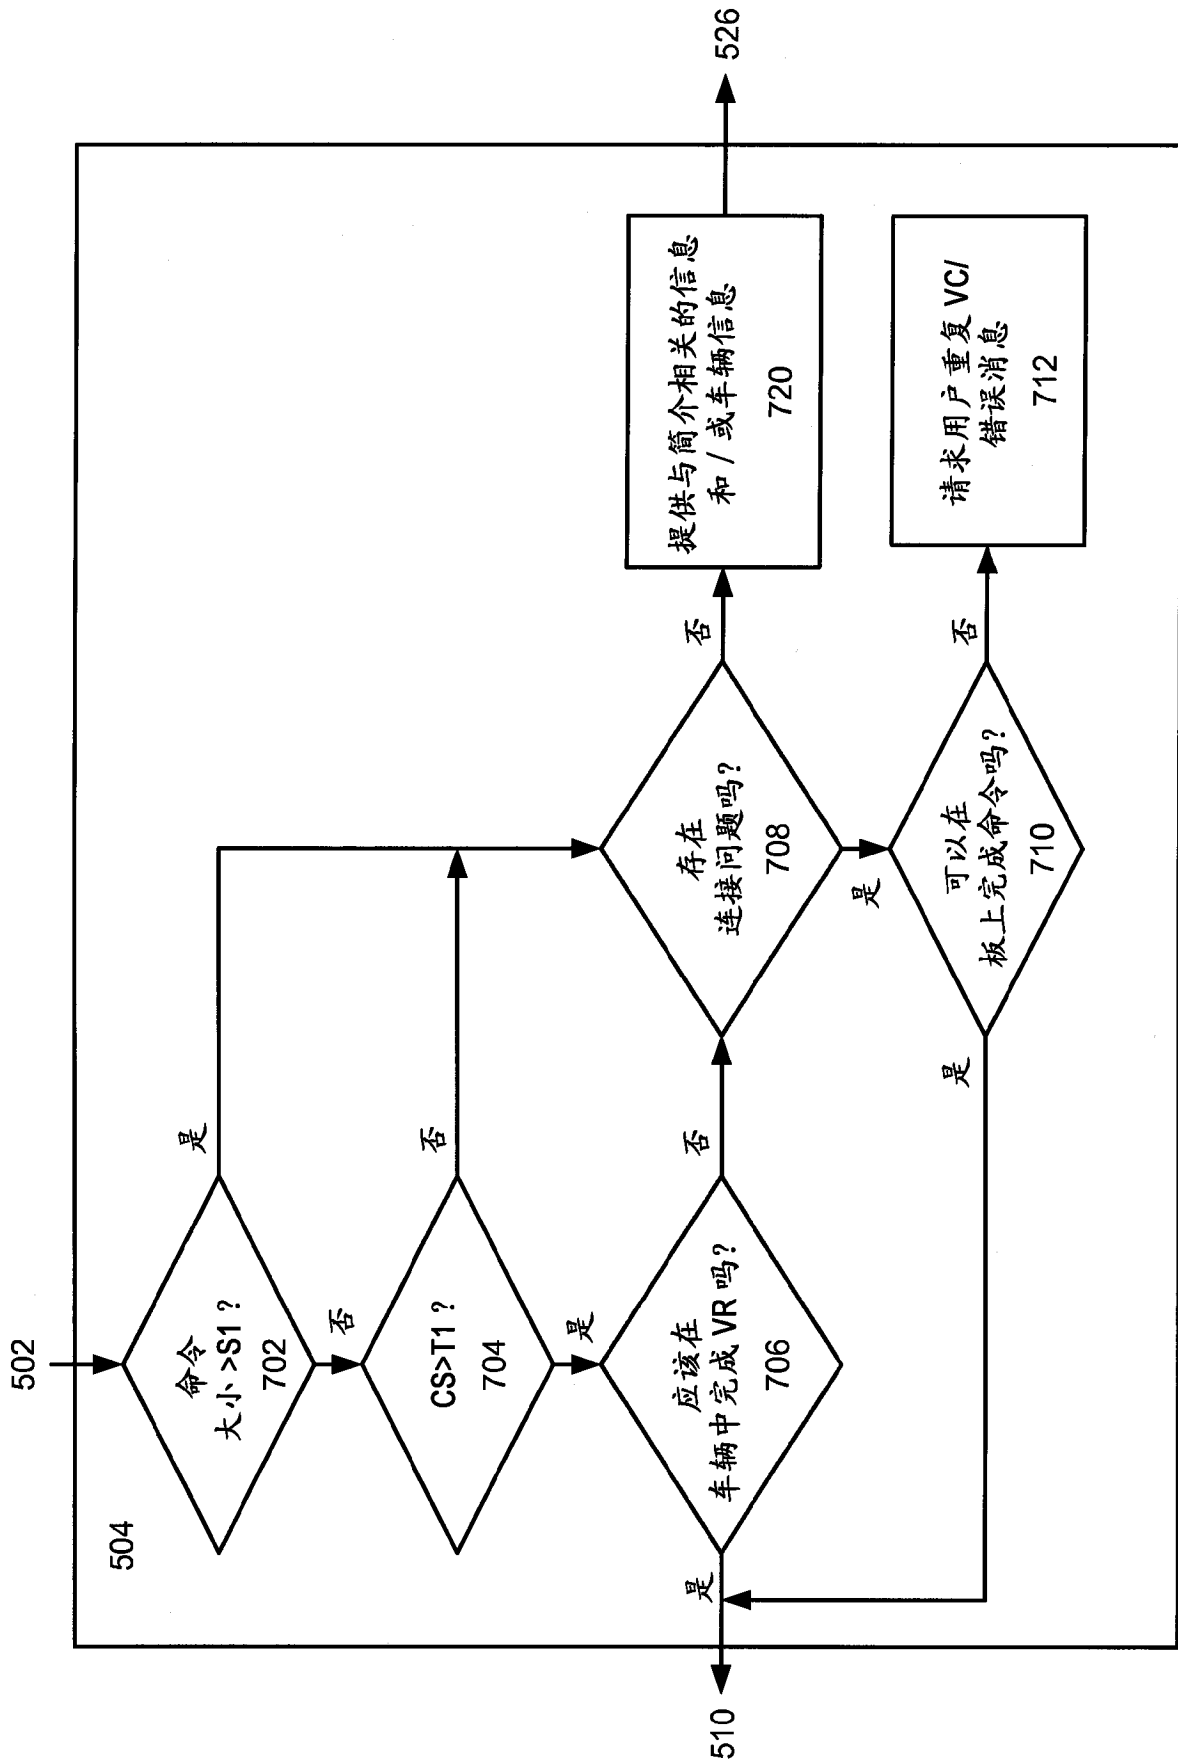 502
504
命令
大小>S1?
702
是
否
CS>T1?
704
否
是
应该在
车辆中完成VR吗?
706
是
否
510
存在
连接问题吗?
708
否
是
提供与简介相关的信息
和/或车辆信息
720
526
可以在
板上完成命令吗?
710
是
否
请求用户重复VC/
错误消息
712